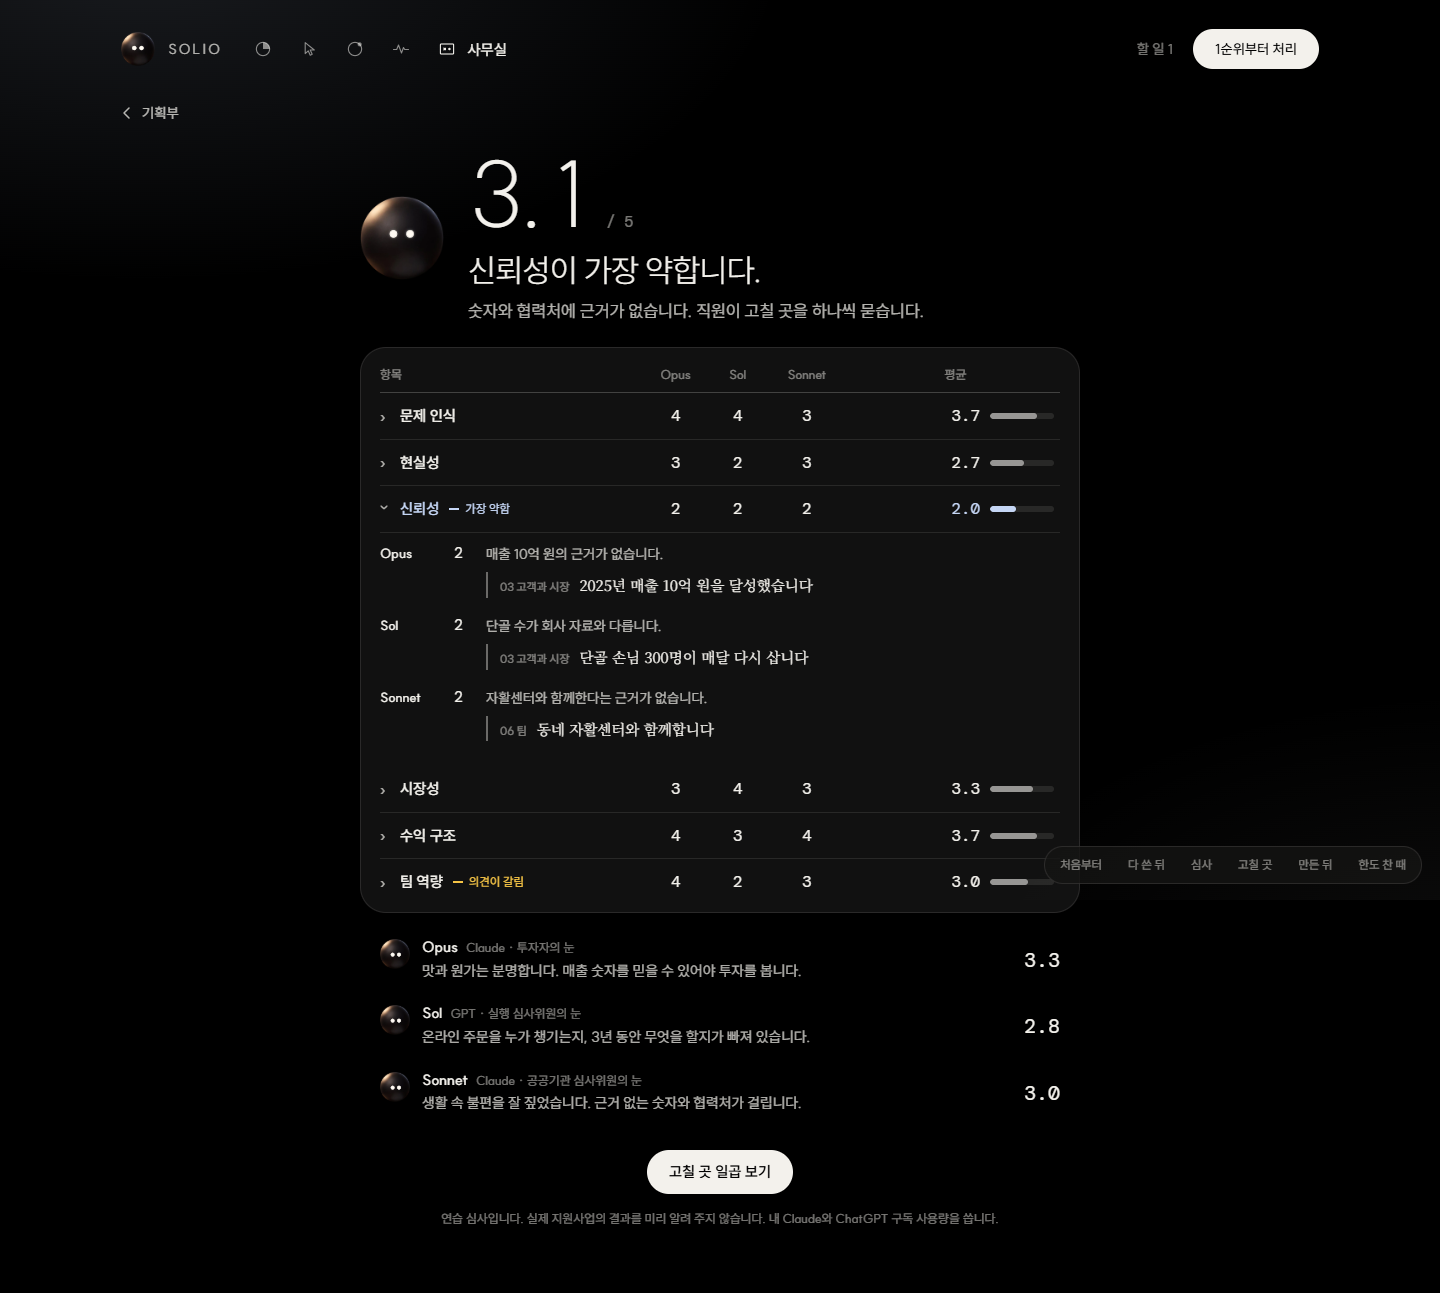 SOLIO 사무실 할 일 1 1순위부터 처리
기획부
3.1 / 5
신뢰성이 가장 약합니다.
숫자와 협력처에 근거가 없습니다. 직원이 고칠 곳을 하나씩 묻습니다.
항목 Opus Sol Sonnet 평균
문제 인식 4 4 3 3.7
현실성 3 2 3 2.7
신뢰성 가장 약함 2 2 2 2.0
Opus 2 매출 10억 원의 근거가 없습니다.
03 고객과 시장 2025년 매출 10억 원을 달성했습니다
Sol 2 단골 수가 회사 자료와 다릅니다.
03 고객과 시장 단골 손님 300명이 매달 다시 삽니다
Sonnet 2 자활센터와 함께한다는 근거가 없습니다.
06 팀 동네 자활센터와 함께합니다
시장성 3 4 3 3.3
수익 구조 4 3 4 3.7
처음부터 다 쓴 뒤 심사 고칠 곳 만든 뒤 한도 찬 때
팀 역량 의견이 갈림 4 2 3 3.0
Opus Claude · 투자자의 눈
맛과 원가는 분명합니다. 매출 숫자를 믿을 수 있어야 투자를 봅니다.
3.3
Sol GPT · 실행 심사위원의 눈
온라인 주문을 누가 챙기는지, 3년 동안 무엇을 할지가 빠져 있습니다.
2.8
Sonnet Claude · 공공기관 심사위원의 눈
생활 속 불편을 잘 짚었습니다. 근거 없는 숫자와 협력처가 걸립니다.
3.0
고칠 곳 일곱 보기
연습 심사입니다. 실제 지원사업의 결과를 미리 알려 주지 않습니다. 내 Claude와 ChatGPT 구독 사용량을 씁니다.